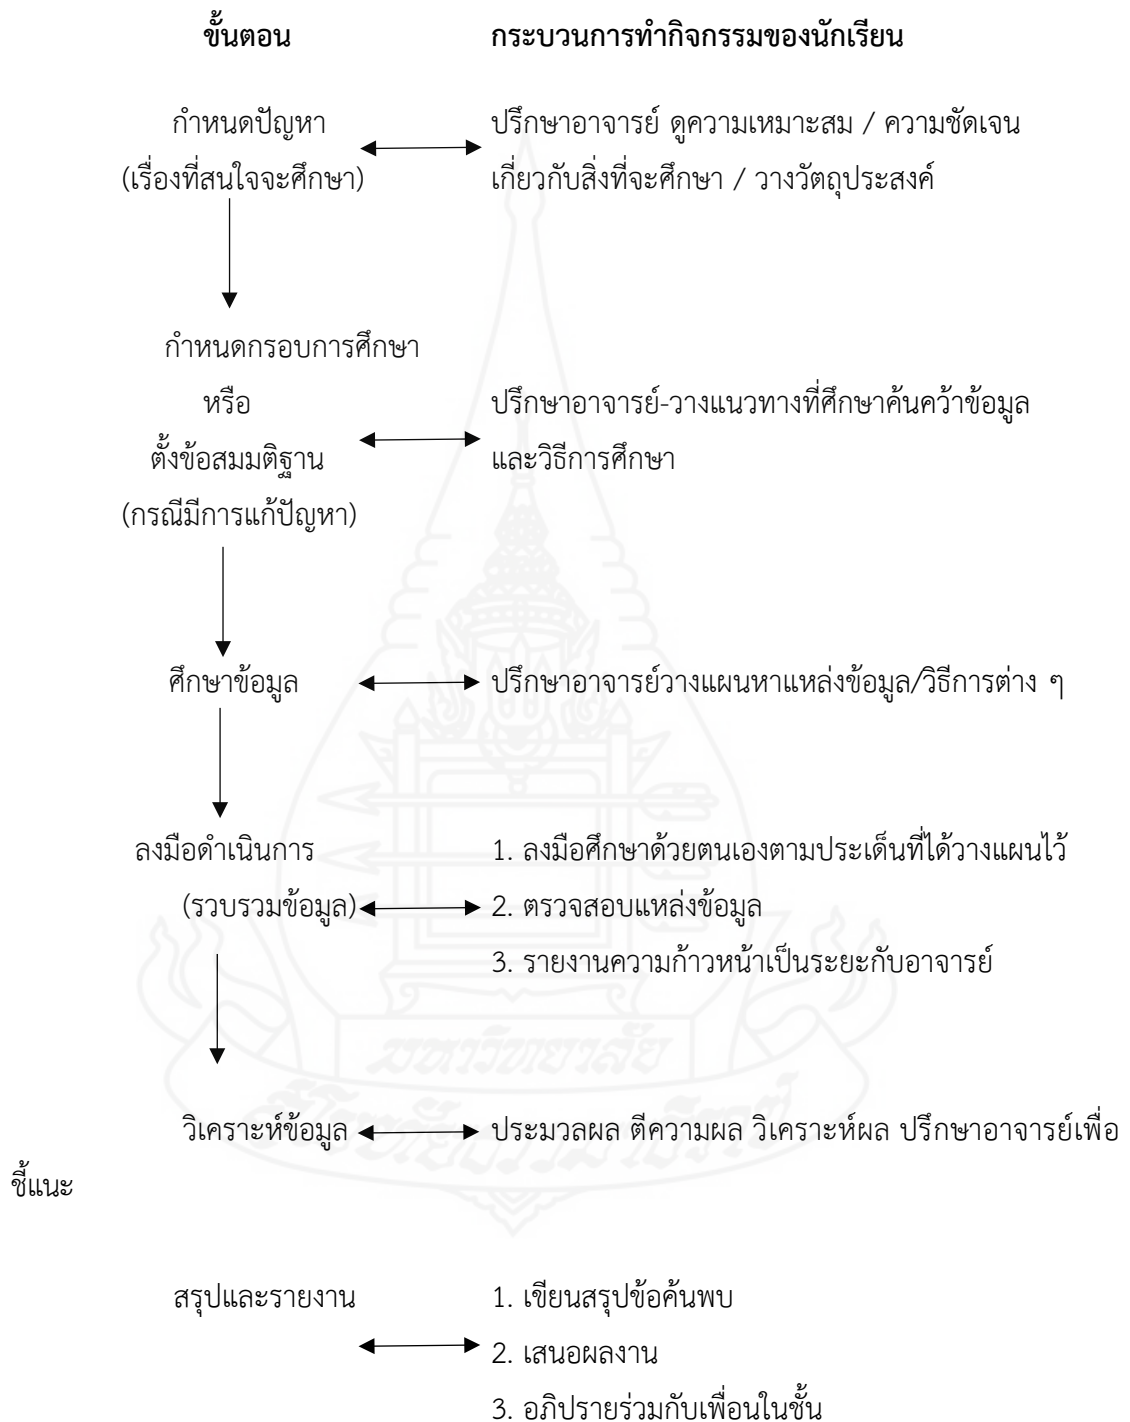 ขั้นตอน กระบวนการทำกิจกรรมของนักเรียน
กำหนดปัญหา ปรึกษาอาจารย์ ดูความเหมาะสม / ความชัดเจน
(เรื่องที่สนใจจะศึกษา) เกี่ยวกับสิ่งที่จะศึกษา / วางวัตถุประสงค์
กำหนดกรอบการศึกษา
หรือ ปรึกษาอาจารย์-วางแนวทางที่ศึกษาค้นคว้าข้อมูล
ตั้งข้อสมมติฐาน และวิธีการศึกษา
(กรณีมีการแก้ปัญหา)
ศึกษาข้อมูล ปรึกษาอาจารย์วางแผนหาแหล่งข้อมูล/วิธีการต่าง ๆ
ลงมือดำเนินการ 1. ลงมือศึกษาด้วยตนเองตามประเด็นที่ได้วางแผนไว้
(รวบรวมข้อมูล) 2. ตรวจสอบแหล่งข้อมูล
3. รายงานความก้าวหน้าเป็นระยะกับอาจารย์
มหาวิทยาลัย
สุโขทัยธรรมาธิราช
วิเคราะห์ข้อมูล ประมวลผล ตีความผล วิเคราะห์ผล ปรึกษาอาจารย์เพื่อ
ชี้แนะ
สรุปและรายงาน 1. เขียนสรุปข้อค้นพบ
2. เสนอผลงาน
3. อภิปรายร่วมกับเพื่อนในชั้น